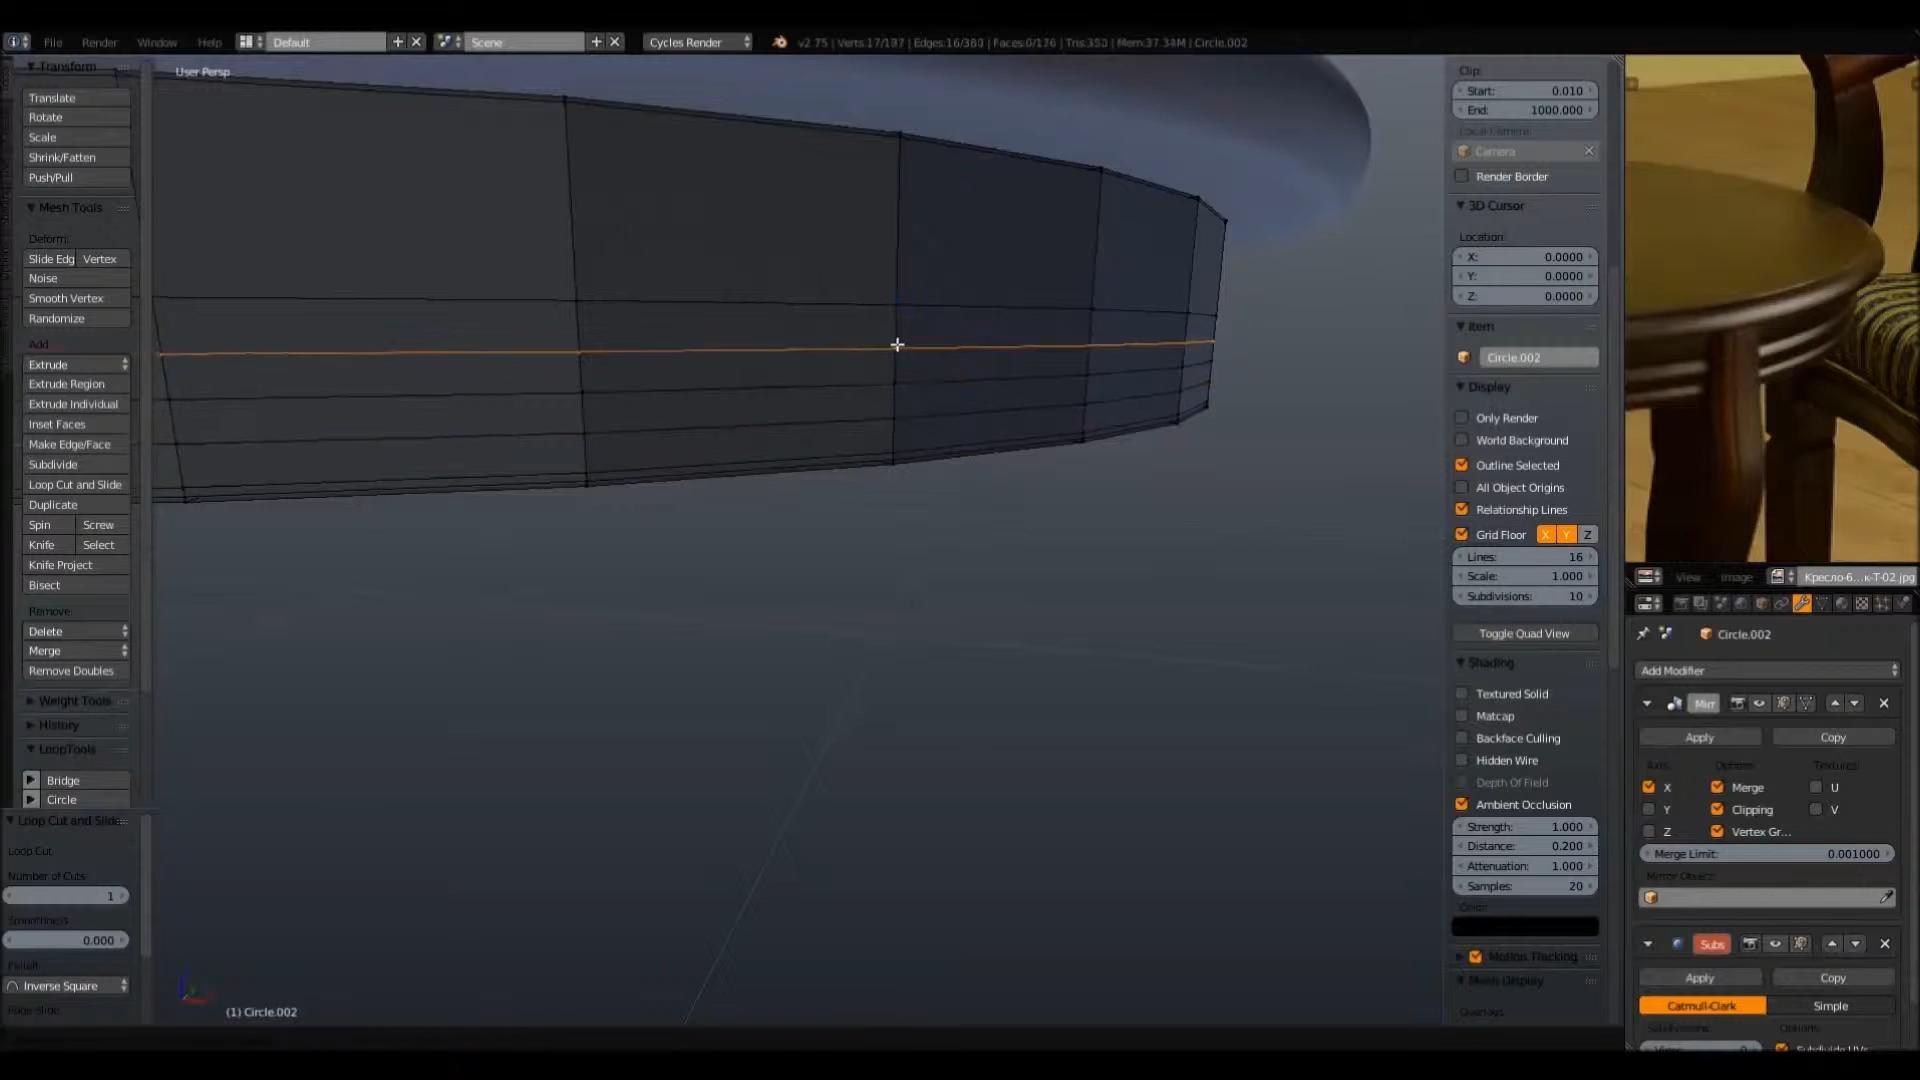 File Render Window Help Default Scene Cycles Render v2.75 | Verts:17/197 | Edges:16/380 | Faces:0/176 | Tris:350 | Mem:37.34M | Circle.002
Transform
User Persp
Translate
Rotate
Scale
Shrink/Fatten
Push/Pull
Mesh Tools
Deform:
Slide Edg Vertex
Noise
Smooth Vertex
Randomize
Add
Extrude
Extrude Region
Extrude Individual
Inset Faces
Make Edge/Face
Subdivide
Loop Cut and Slide
Duplicate
Spin Screw
Knife Select
Knife Project
Bisect
Remove:
Delete
Merge
Remove Doubles
Weight Tools
History
LoopTools
Bridge
Circle
Loop Cut and Slide
Loop Cut
Number of Cuts
1
Smoothness
0.000
Falloff
Inverse Square
Edge Slide
(1) Circle.002
Clip:
Start: 0.010
End: 1000.000
Local Camera:
Camera
Render Border
3D Cursor
Location:
X: 0.0000
Y: 0.0000
Z: 0.0000
Item
Circle.002
Display
Only Render
World Background
Outline Selected
All Object Origins
Relationship Lines
Grid Floor X Y Z
Lines: 16
Scale: 1.000
Subdivisions: 10
Toggle Quad View
Shading
Textured Solid
Matcap
Backface Culling
Hidden Wire
Depth Of Field
Ambient Occlusion
Strength: 1.000
Distance: 0.200
Attenuation: 1.000
Samples: 20
Color
Motion Tracking
Mesh Display
Overlays
View Image Кресло-6...к-Т-02.jpg
Circle.002
Add Modifier
Mirr
Apply Copy
Axis: Options: Textures:
X Merge U
Y Clipping V
Z Vertex Gr...
Merge Limit: 0.001000
Mirror Object:
Subs
Apply Copy
Catmull-Clark Simple
Subdivisions: Options:
View: 0 Subdivide UVs